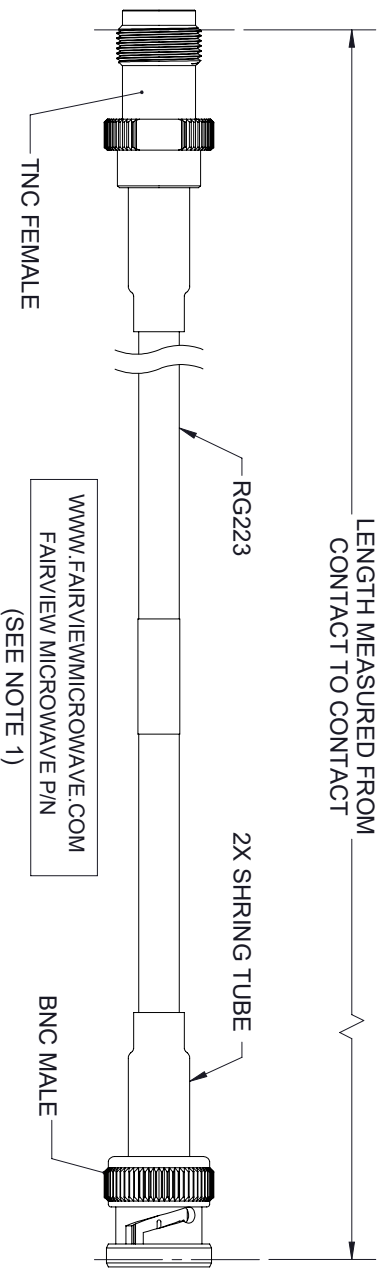 LENGTH MEASURED FROM
CONTACT TO CONTACT
TNC FEMALE
RG223
2X SHRING TUBE
BNC MALE
WWW.FAIRVIEWMICROWAVE.COM
FAIRVIEW MICROWAVE P/N
(SEE NOTE 1)